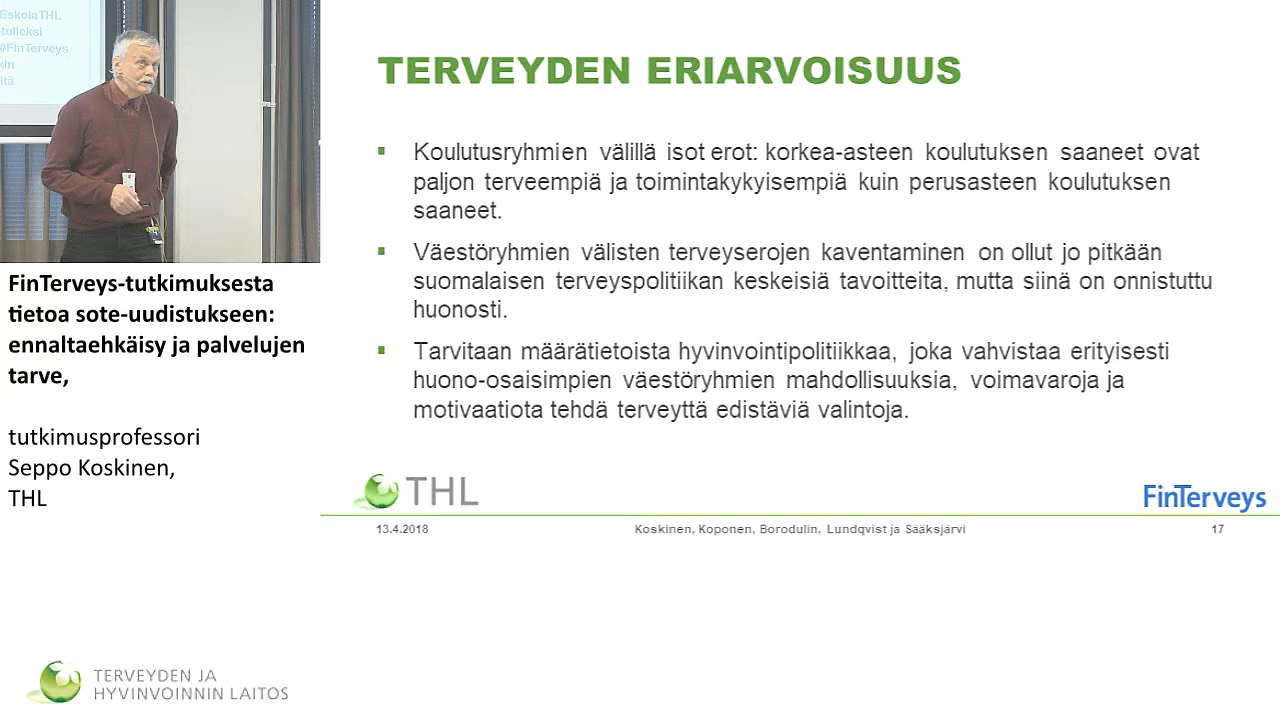 EskolaTHL
#FinTerveys
TERVEYDEN ERIARVOISUUS
▪ Koulutusryhmien välillä isot erot: korkea-asteen koulutuksen saaneet ovat
paljon terveempiä ja toimintakykyisempiä kuin perusasteen koulutuksen
saaneet.
▪ Väestöryhmien välisten terveyserojen kaventaminen on ollut jo pitkään
suomalaisen terveyspolitiikan keskeisiä tavoitteita, mutta siinä on onnistuttu
huonosti.
▪ Tarvitaan määrätietoista hyvinvointipolitiikkaa, joka vahvistaa erityisesti
huono-osaisimpien väestöryhmien mahdollisuuksia, voimavaroja ja
motivaatiota tehdä terveyttä edistäviä valintoja.
THL
FinTerveys
13.4.2018 Koskinen, Koponen, Borodulin, Lundqvist ja Sääksjärvi 17
FinTerveys-tutkimuksesta
tietoa sote-uudistukseen:
ennaltaehkäisy ja palvelujen
tarve,
tutkimusprofessori
Seppo Koskinen,
THL
TERVEYDEN JA
HYVINVOINNIN LAITOS